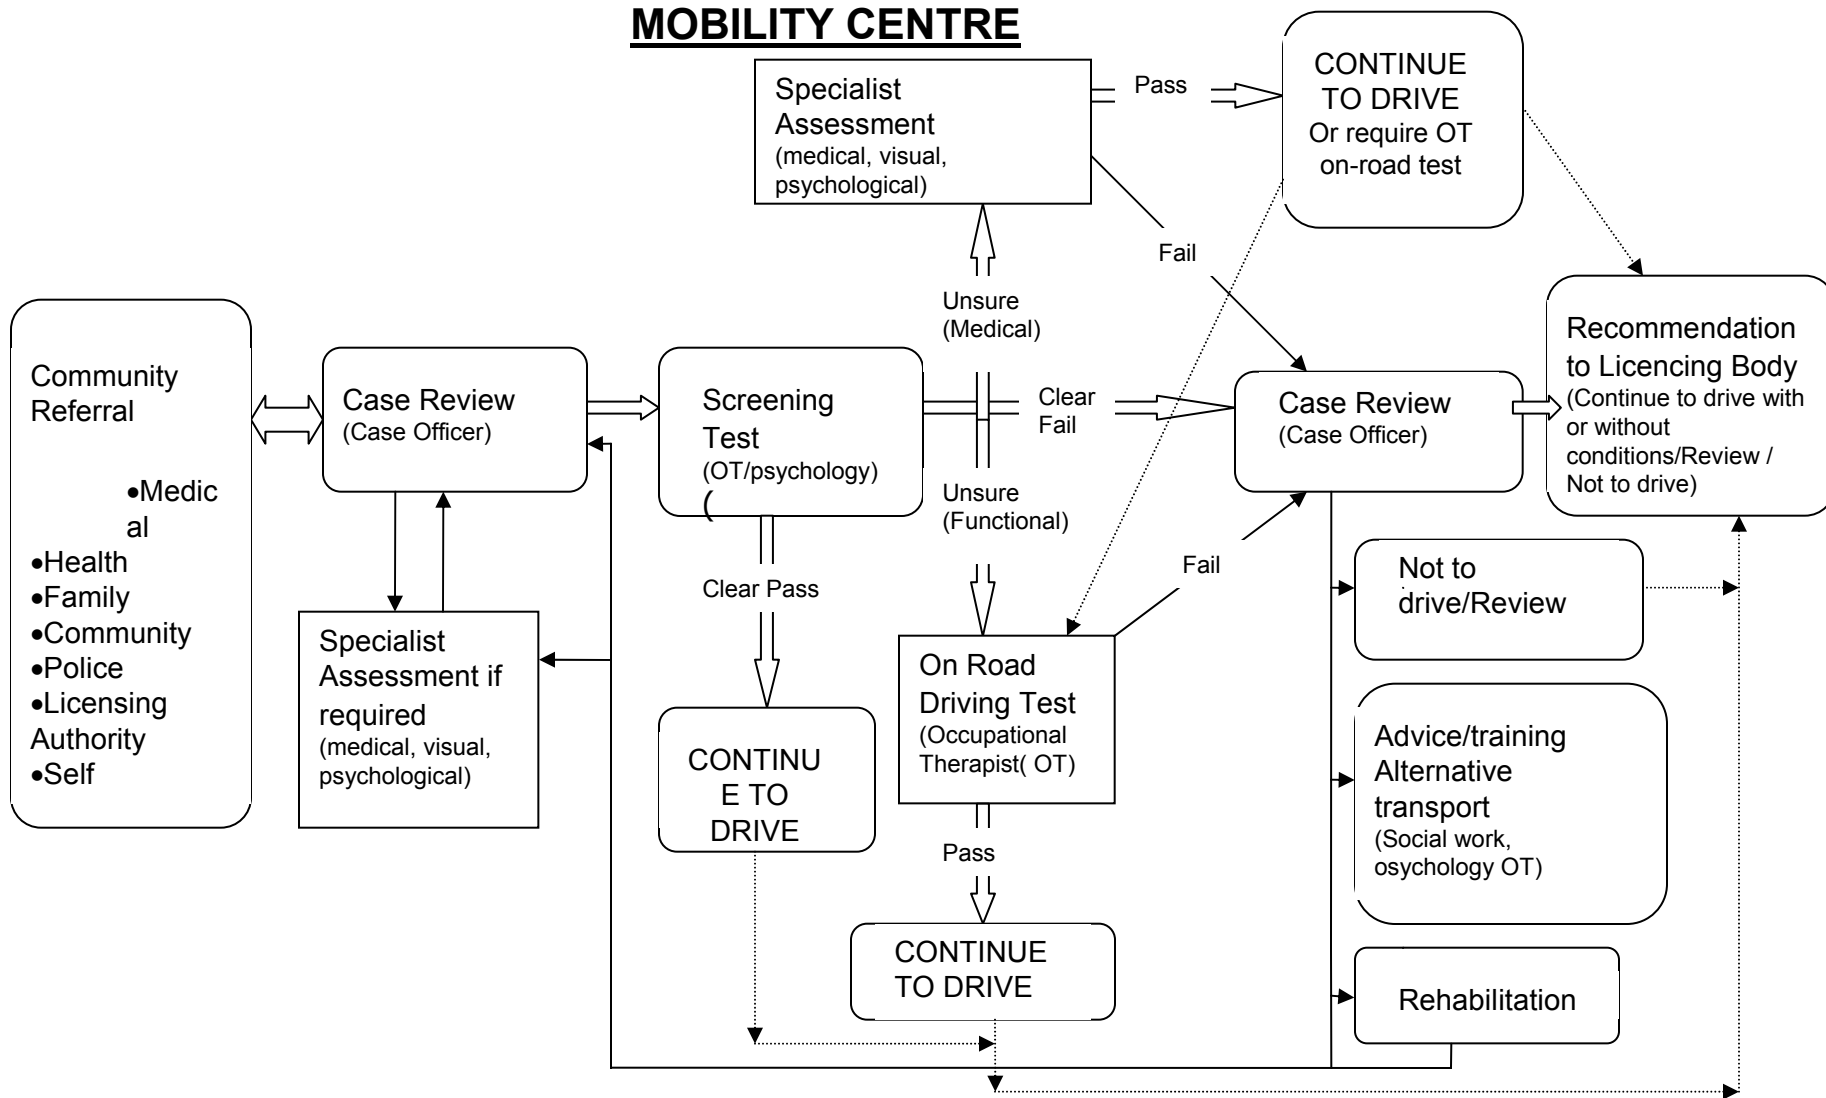 MOBILITY CENTRE
Specialist
Assessment
(medical, visual,
psychological)
Pass
CONTINUE
TO DRIVE
Or require OT
on-road test
Fail
Unsure
(Medical)
Community
Referral
•Medic
al
•Health
•Family
•Community
•Police
•Licensing
Authority
•Self
Case Review
(Case Officer)
Screening
Test
(OT/psychology)
(
Clear
Fail
Case Review
(Case Officer)
Recommendation
to Licencing Body
(Continue to drive with
or without
conditions/Review /
Not to drive)
Unsure
(Functional)
Clear Pass
Fail
Specialist
Assessment if
required
(medical, visual,
psychological)
CONTINU
E TO
DRIVE
On Road
Driving Test
(Occupational
Therapist( OT)
Pass
CONTINUE
TO DRIVE
Not to
drive/Review
Advice/training
Alternative
transport
(Social work,
osychology OT)
Rehabilitation